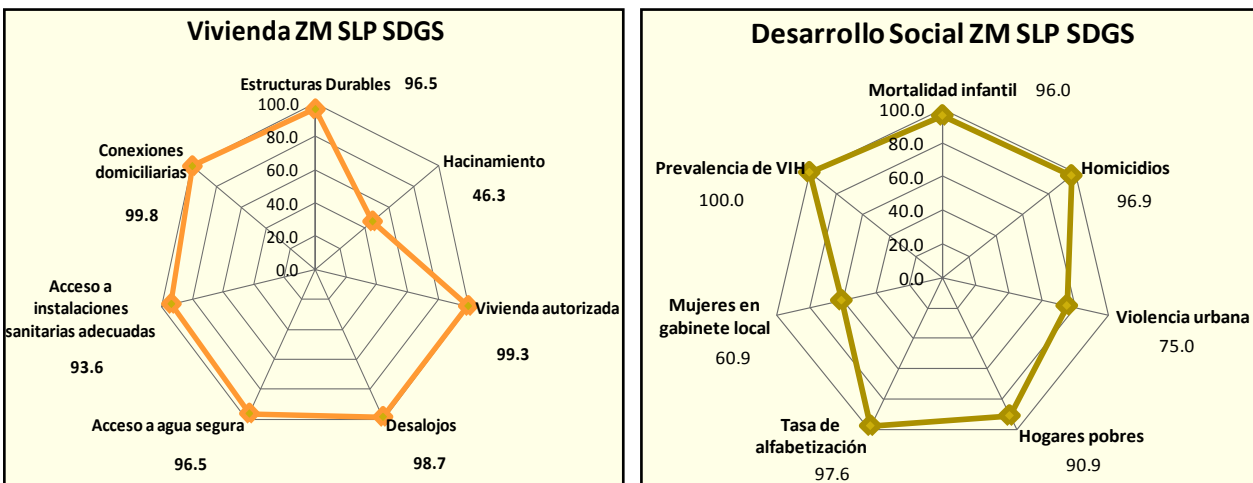 Vivienda ZM SLP SDGS
Estructuras Durables 96.5
100.0
80.0
60.0
40.0
20.0
0.0
Hacinamiento
46.3
Vivienda autorizada
99.3
Desalojos
98.7
Acceso a agua segura
96.5
Acceso a
instalaciones
sanitarias adecuadas
93.6
Conexiones
domiciliarias
99.8
Desarrollo Social ZM SLP SDGS
Mortalidad infantil 96.0
100.0
80.0
60.0
40.0
20.0
0.0
Homicidios
96.9
Violencia urbana
75.0
Hogares pobres
90.9
Tasa de
alfabetización
97.6
Mujeres en
gabinete local
60.9
Prevalencia de VIH
100.0